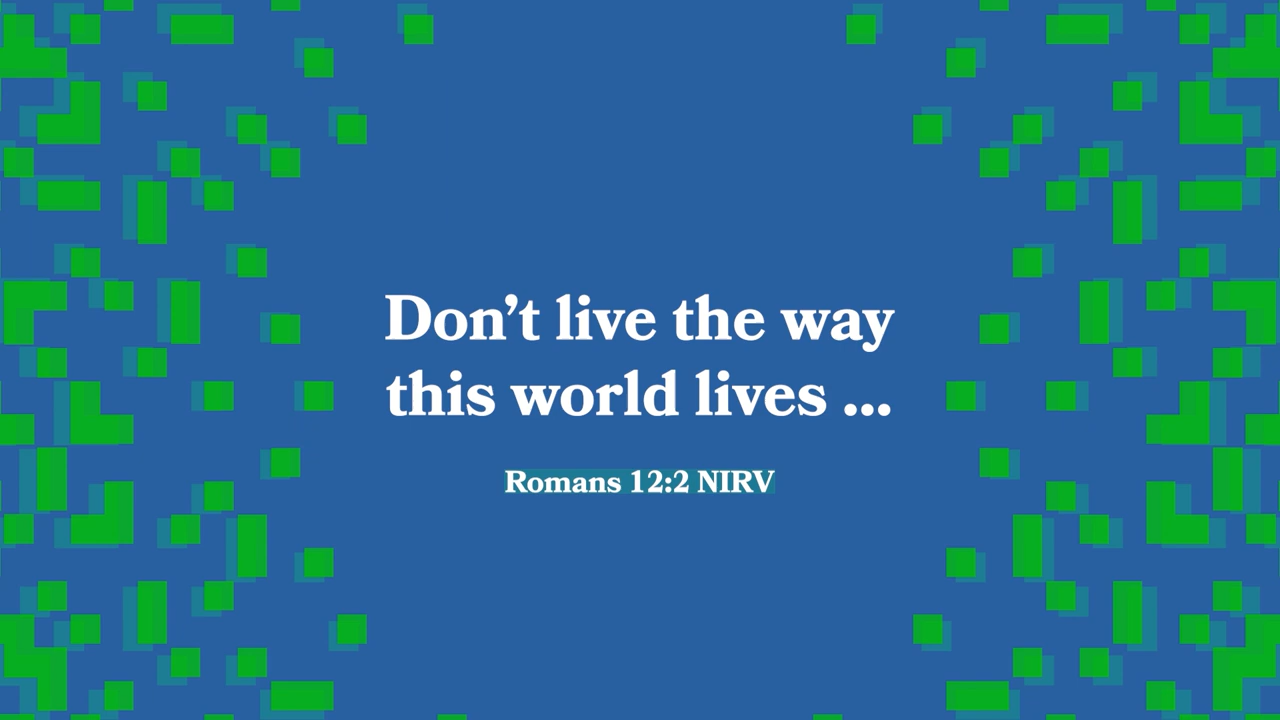 Don’t live the way
this world lives ...
Romans 12:2 NIRV